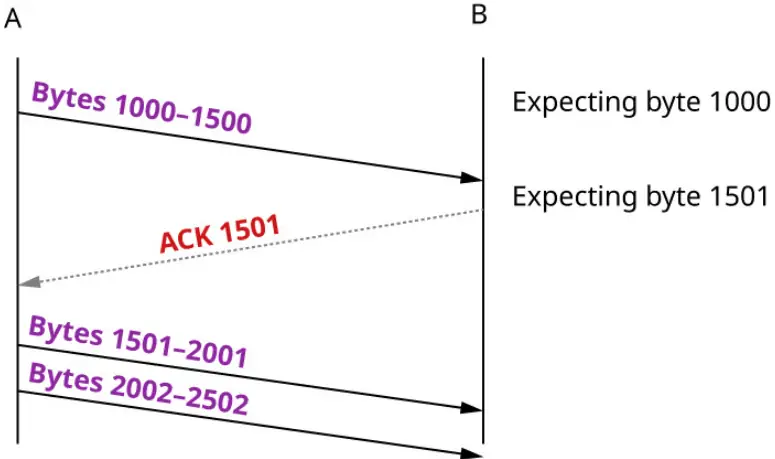 A
B
Bytes 1000–1500
Expecting byte 1000
Expecting byte 1501
ACK 1501
Bytes 1501–2001
Bytes 2002–2502